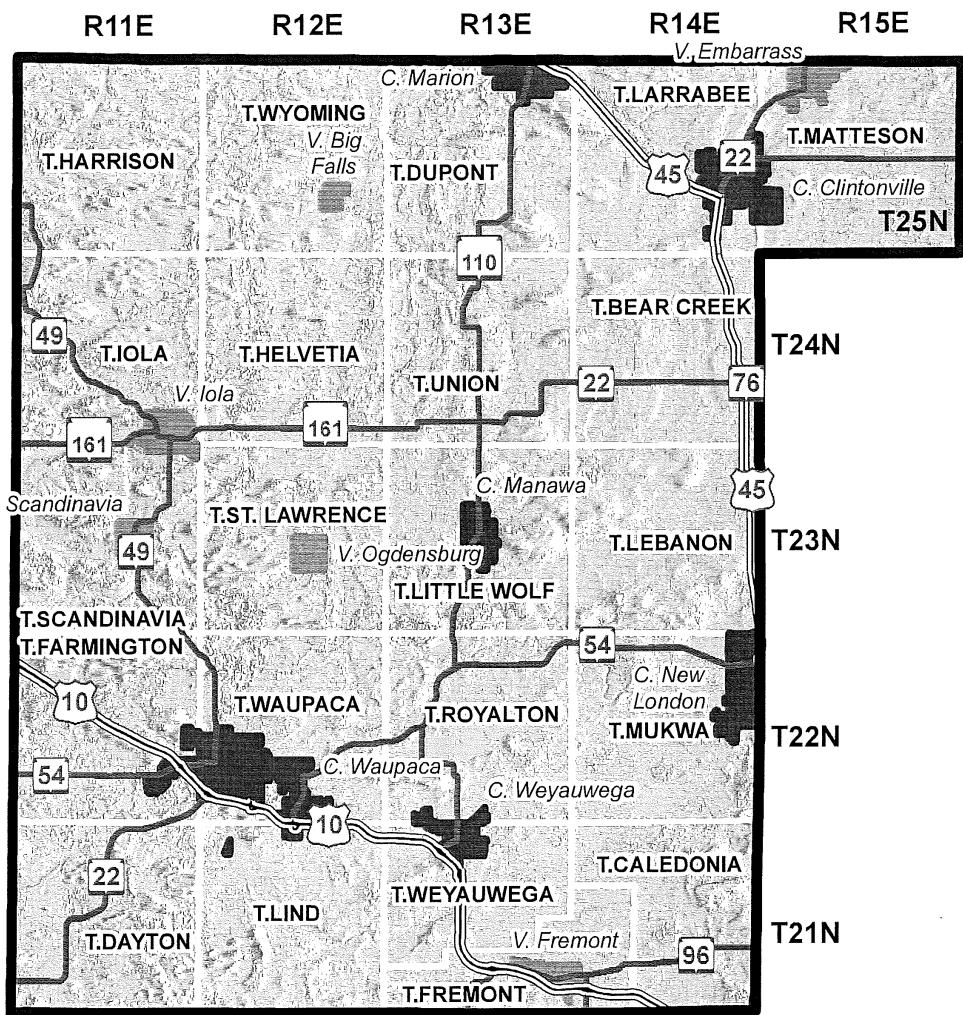 R11E R12E R13E R14E R15E
V. Embarrass
C. Marion
T.LARRABEE
T.WYOMING
V. Big
Falls
T.HARRISON
T.DUPONT
T.MATTESON
22
45
C. Clintonville
T25N
110
T.BEAR CREEK
49
T.IOLA
T.HELVETIA
T24N
T.UNION
22
76
V. Iola
161
161
45
C. Manawa
Scandinavia
T.ST. LAWRENCE
49
V. Ogdensburg
T.LEBANON
T23N
T.LITTLE WOLF
T.SCANDINAVIA
T.FARMINGTON
54
C. New
London
10
T.WAUPACA
T.ROYALTON
T.MUKWA
T22N
54
C. Waupaca
C. Weyauwega
10
T.CALEDONIA
22
T.WEYAUWEGA
T.LIND
T.DAYTON
V. Fremont
96
T21N
T.FREMONT